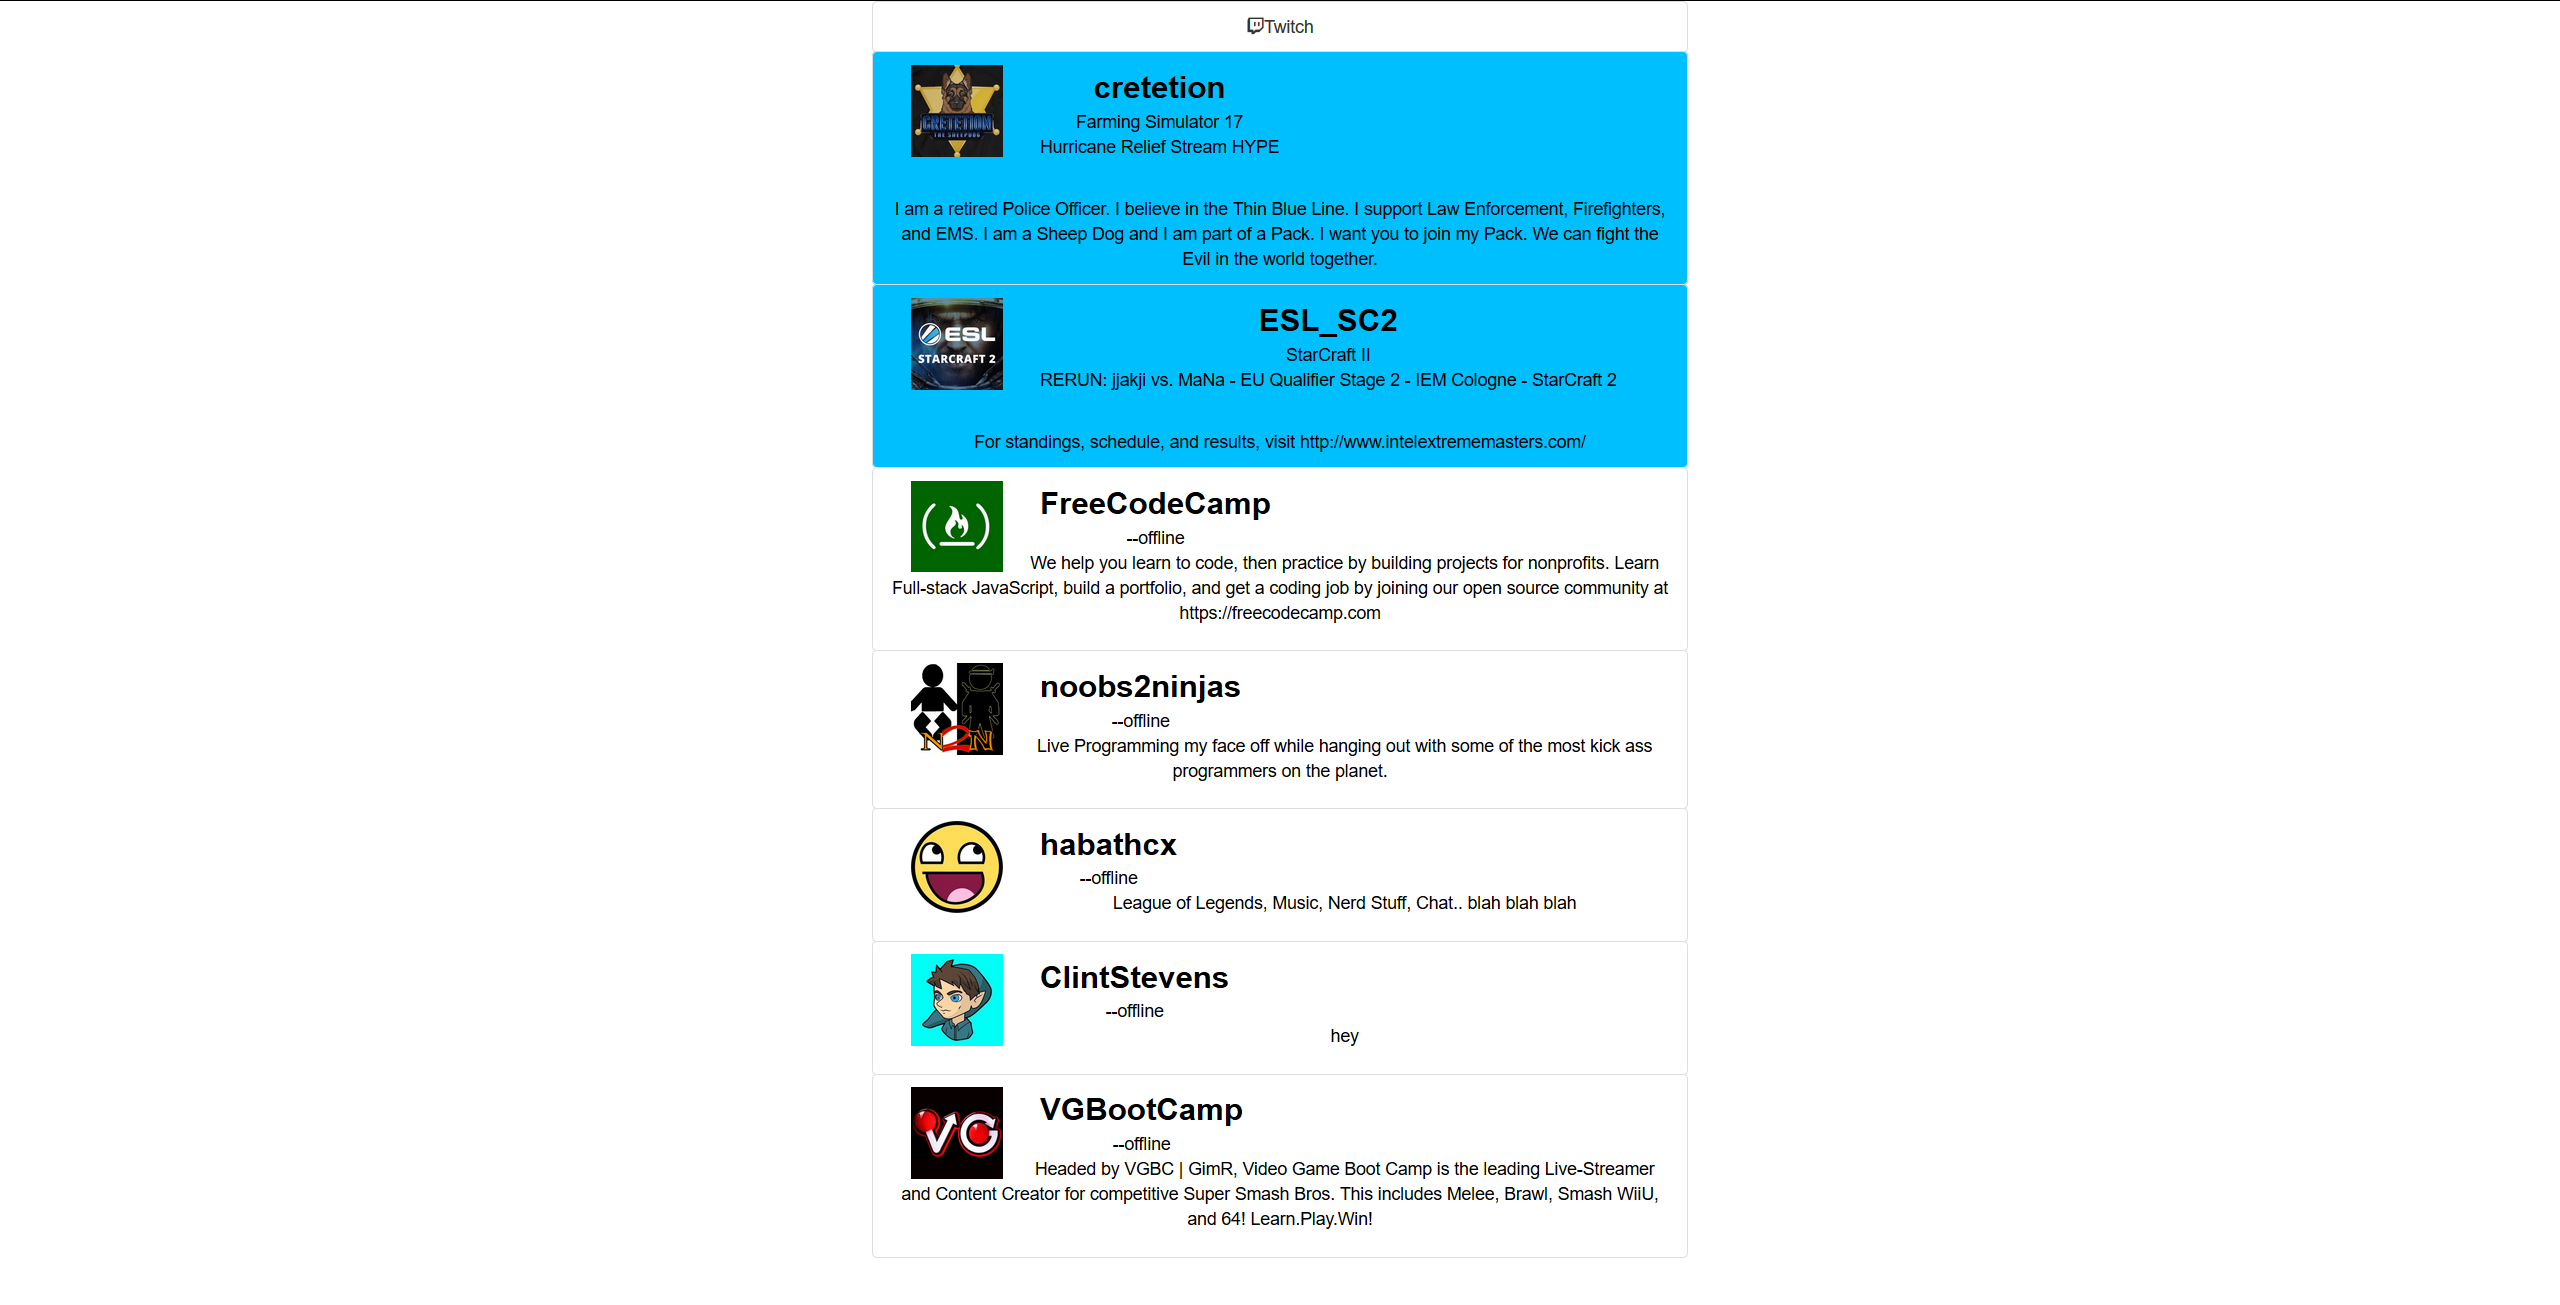 Twitch
cretetion
Farming Simulator 17
Hurricane Relief Stream HYPE
CRETETION
THE SHEEPDOG
I am a retired Police Officer. I believe in the Thin Blue Line. I support Law Enforcement, Firefighters,
and EMS. I am a Sheep Dog and I am part of a Pack. I want you to join my Pack. We can fight the
Evil in the world together.
ESL
STARCRAFT 2
ESL_SC2
StarCraft II
RERUN: jjakji vs. MaNa - EU Qualifier Stage 2 - IEM Cologne - StarCraft 2
For standings, schedule, and results, visit http://www.intelextrememasters.com/
FreeCodeCamp
--offline
We help you learn to code, then practice by building projects for nonprofits. Learn
Full-stack JavaScript, build a portfolio, and get a coding job by joining our open source community at
https://freecodecamp.com
N2N
noobs2ninjas
--offline
Live Programming my face off while hanging out with some of the most kick ass
programmers on the planet.
habathcx
--offline
League of Legends, Music, Nerd Stuff, Chat.. blah blah blah
ClintStevens
--offline
hey
VG
VGBootCamp
--offline
Headed by VGBC | GimR, Video Game Boot Camp is the leading Live-Streamer
and Content Creator for competitive Super Smash Bros. This includes Melee, Brawl, Smash WiiU,
and 64! Learn.Play.Win!